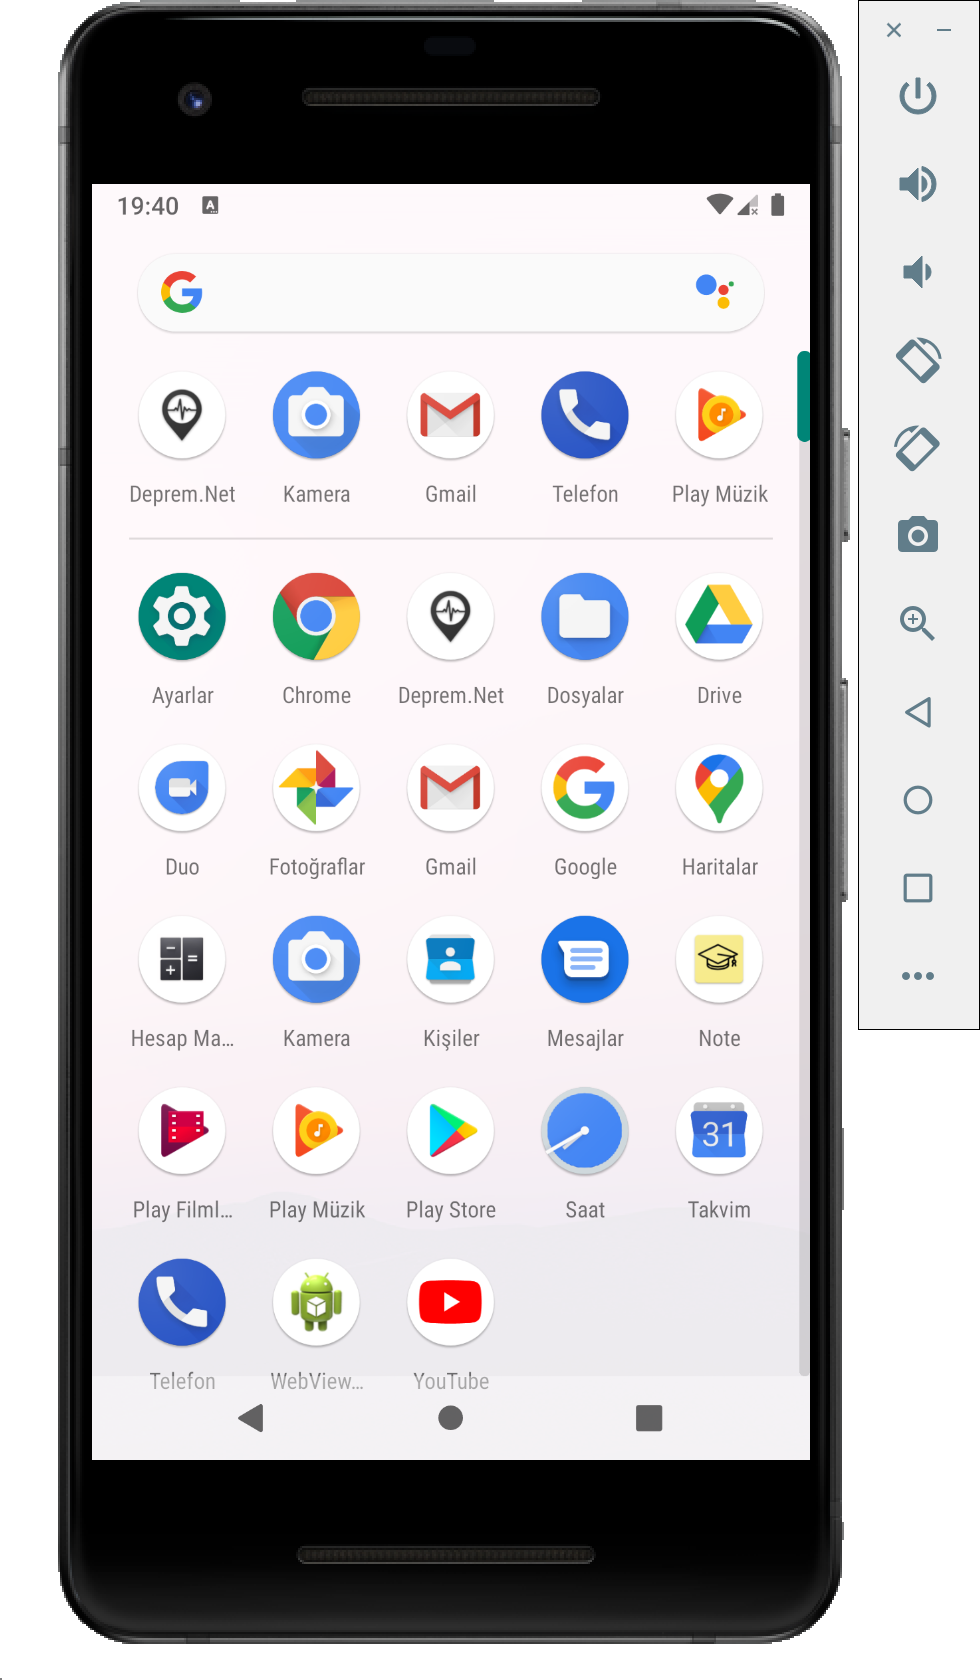 19:40 A
G
Deprem.Net Kamera Gmail Telefon Play Müzik
Ayarlar Chrome Deprem.Net Dosyalar Drive
Duo Fotoğraflar Gmail Google Haritalar
Hesap Ma... Kamera Kişiler Mesajlar Note
31
Play Filml... Play Müzik Play Store Saat Takvim
Telefon WebView... YouTube